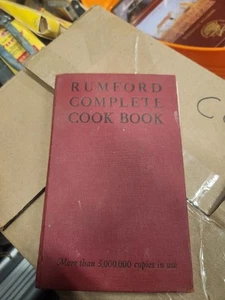 RUMFORD
COMPLETE
COOK BOOK
More than 5,000,000 copies in use